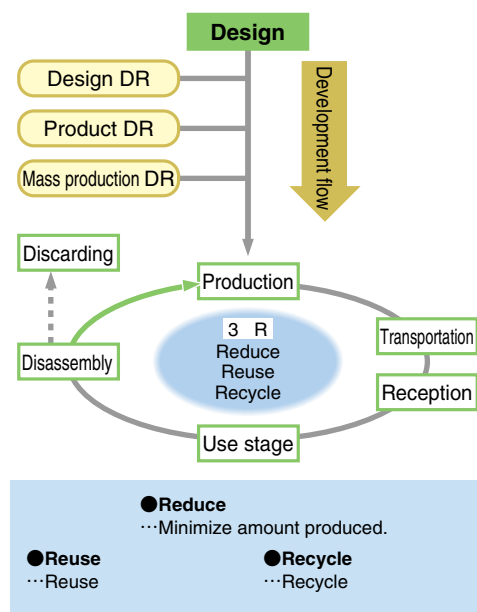 Design
Design DR
Product DR
Mass production DR
Development flow
Discarding
Production
3 R
Reduce
Reuse
Recycle
Transportation
Disassembly
Reception
Use stage
●Reduce
…Minimize amount produced.
●Reuse
…Reuse
●Recycle
…Recycle